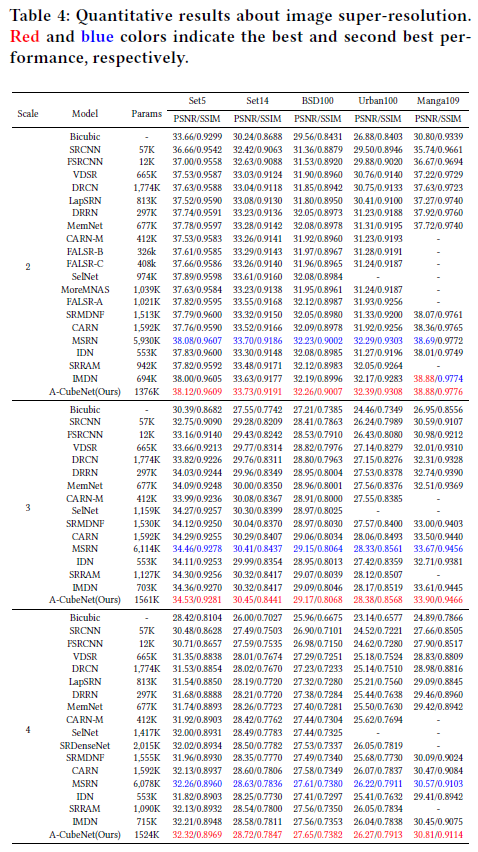 Table 4: Quantitative results about image super-resolution.
Red and blue colors indicate the best and second best per-
formance, respectively.
Scale Model Params Set5 Set14 BSD100 Urban100 Manga109
PSNR/SSIM PSNR/SSIM PSNR/SSIM PSNR/SSIM PSNR/SSIM
2
Bicubic - 33.66/0.9299 30.24/0.8688 29.56/0.8431 26.88/0.8403 30.80/0.9339
SRCNN 57K 36.66/0.9542 32.42/0.9063 31.36/0.8879 29.50/0.8946 35.74/0.9661
FSRCNN 12K 37.00/0.9558 32.63/0.9088 31.53/0.8920 29.88/0.9020 36.67/0.9694
VDSR 665K 37.53/0.9587 33.03/0.9124 31.90/0.8960 30.76/0.9140 37.22/0.9729
DRCN 1,774K 37.63/0.9588 33.04/0.9118 31.85/0.8942 30.75/0.9133 37.63/0.9723
LapSRN 813K 37.52/0.9590 33.08/0.9130 31.80/0.8950 30.41/0.9100 37.27/0.9740
DRRN 297K 37.74/0.9591 33.23/0.9136 32.05/0.8973 31.23/0.9188 37.92/0.9760
MemNet 677K 37.78/0.9597 33.28/0.9142 32.08/0.8978 31.31/0.9195 37.72/0.9740
CARN-M 412K 37.53/0.9583 33.26/0.9141 31.92/0.8960 31.23/0.9193 -
FALSR-B 326k 37.61/0.9585 33.29/0.9143 31.97/0.8967 31.28/0.9191 -
FALSR-C 408k 37.66/0.9586 33.26/0.9140 31.96/0.8965 31.24/0.9187 -
SelNet 974K 37.89/0.9598 33.61/0.9160 32.08/0.8984 - -
MoreMNAS 1,039K 37.63/0.9584 33.23/0.9138 31.95/0.8961 31.24/0.9187 -
FALSR-A 1,021K 37.82/0.9595 33.55/0.9168 32.12/0.8987 31.93/0.9256 -
SRMDNF 1,513K 37.79/0.9600 33.32/0.9150 32.05/0.8980 31.33/0.9200 38.07/0.9761
CARN 1,592K 37.76/0.9590 33.52/0.9166 32.09/0.8978 31.92/0.9256 38.36/0.9765
MSRN 5,930K 38.08/0.9607 33.70/0.9186 32.23/0.9002 32.29/0.9303 38.69/0.9772
IDN 553K 37.83/0.9600 33.30/0.9148 32.08/0.8985 31.27/0.9196 38.01/0.9749
SRRAM 942K 37.82/0.9592 33.48/0.9171 32.12/0.8983 32.05/0.9264 -
IMDN 694K 38.00/0.9605 33.63/0.9177 32.19/0.8996 32.17/0.9283 38.88/0.9774
A-CubeNet(Ours) 1376K 38.12/0.9609 33.73/0.9191 32.26/0.9007 32.39/0.9308 38.88/0.9776
3
Bicubic - 30.39/0.8682 27.55/0.7742 27.21/0.7385 24.46/0.7349 26.95/0.8556
SRCNN 57K 32.75/0.9090 29.28/0.8209 28.41/0.7863 26.24/0.7989 30.59/0.9107
FSRCNN 12K 33.16/0.9140 29.43/0.8242 28.53/0.7910 26.43/0.8080 30.98/0.9212
VDSR 665K 33.66/0.9213 29.77/0.8314 28.82/0.7976 27.14/0.8279 32.01/0.9310
DRCN 1,774K 33.82/0.9226 29.76/0.8311 28.80/0.7963 27.15/0.8276 32.31/0.9328
DRRN 297K 34.03/0.9244 29.96/0.8349 28.95/0.8004 27.53/0.8378 32.74/0.9390
MemNet 677K 34.09/0.9248 30.00/0.8350 28.96/0.8001 27.56/0.8376 32.51/0.9369
CARN-M 412K 33.99/0.9236 30.08/0.8367 28.91/0.8000 27.55/0.8385 -
SelNet 1,159K 34.27/0.9257 30.30/0.8399 28.97/0.8025 - -
SRMDNF 1,530K 34.12/0.9250 30.04/0.8370 28.97/0.8030 27.57/0.8400 33.00/0.9403
CARN 1,592K 34.29/0.9255 30.29/0.8407 29.06/0.8034 28.06/0.8493 33.50/0.9440
MSRN 6,114K 34.46/0.9278 30.41/0.8437 29.15/0.8064 28.33/0.8561 33.67/0.9456
IDN 553K 34.11/0.9253 29.99/0.8354 28.95/0.8013 27.42/0.8359 32.71/0.9381
SRRAM 1,127K 34.30/0.9256 30.32/0.8417 29.07/0.8039 28.12/0.8507 -
IMDN 703K 34.36/0.9270 30.32/0.8417 29.09/0.8046 28.17/0.8519 33.61/0.9445
A-CubeNet(Ours) 1561K 34.53/0.9281 30.45/0.8441 29.17/0.8068 28.38/0.8568 33.90/0.9466
4
Bicubic - 28.42/0.8104 26.00/0.7027 25.96/0.6675 23.14/0.6577 24.89/0.7866
SRCNN 57K 30.48/0.8628 27.49/0.7503 26.90/0.7101 24.52/0.7221 27.66/0.8505
FSRCNN 12K 30.71/0.8657 27.59/0.7535 26.98/0.7150 24.62/0.7280 27.90/0.8517
VDSR 665K 31.35/0.8838 28.01/0.7674 27.29/0.7251 25.18/0.7524 28.83/0.8809
DRCN 1,774K 31.53/0.8854 28.02/0.7670 27.23/0.7233 25.14/0.7510 28.98/0.8816
LapSRN 813K 31.54/0.8850 28.19/0.7720 27.32/0.7280 25.21/0.7560 29.09/0.8845
DRRN 297K 31.68/0.8888 28.21/0.7720 27.38/0.7284 25.44/0.7638 29.46/0.8960
MemNet 677K 31.74/0.8893 28.26/0.7723 27.40/0.7281 25.50/0.7630 29.42/0.8942
CARN-M 412K 31.92/0.8903 28.42/0.7762 27.44/0.7304 25.62/0.7694 -
SelNet 1,417K 32.00/0.8931 28.49/0.7783 27.44/0.7325 - -
SRDenseNet 2,015K 32.02/0.8934 28.50/0.7782 27.53/0.7337 26.05/0.7819 -
SRMDNF 1,555K 31.96/0.8930 28.35/0.7770 27.49/0.7340 25.68/0.7730 30.09/0.9024
CARN 1,592K 32.13/0.8937 28.60/0.7806 27.58/0.7349 26.07/0.7837 30.47/0.9084
MSRN 6,078K 32.26/0.8960 28.63/0.7836 27.61/0.7380 26.22/0.7911 30.57/0.9103
IDN 553K 31.82/0.8903 28.25/0.7730 27.41/0.7297 25.41/0.7632 29.41/0.8942
SRRAM 1,090K 32.13/0.8932 28.54/0.7800 27.56/0.7350 26.05/0.7834 -
IMDN 715K 32.21/0.8948 28.58/0.7811 27.56/0.7353 26.04/0.7838 30.45/0.9075
A-CubeNet(Ours) 1524K 32.32/0.8969 28.72/0.7847 27.65/0.7382 26.27/0.7913 30.81/0.9114